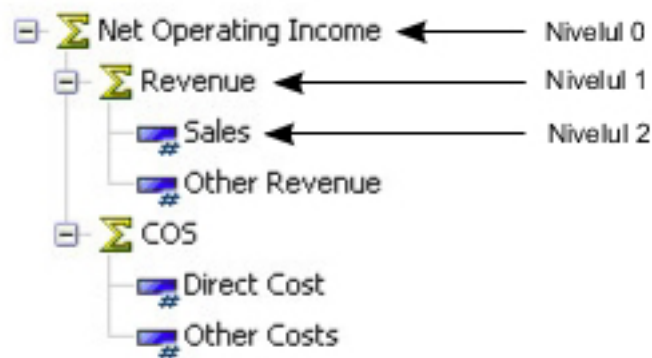 Net Operating Income Nivelul 0
Revenue Nivelul 1
Sales Nivelul 2
Other Revenue
COS
Direct Cost
Other Costs